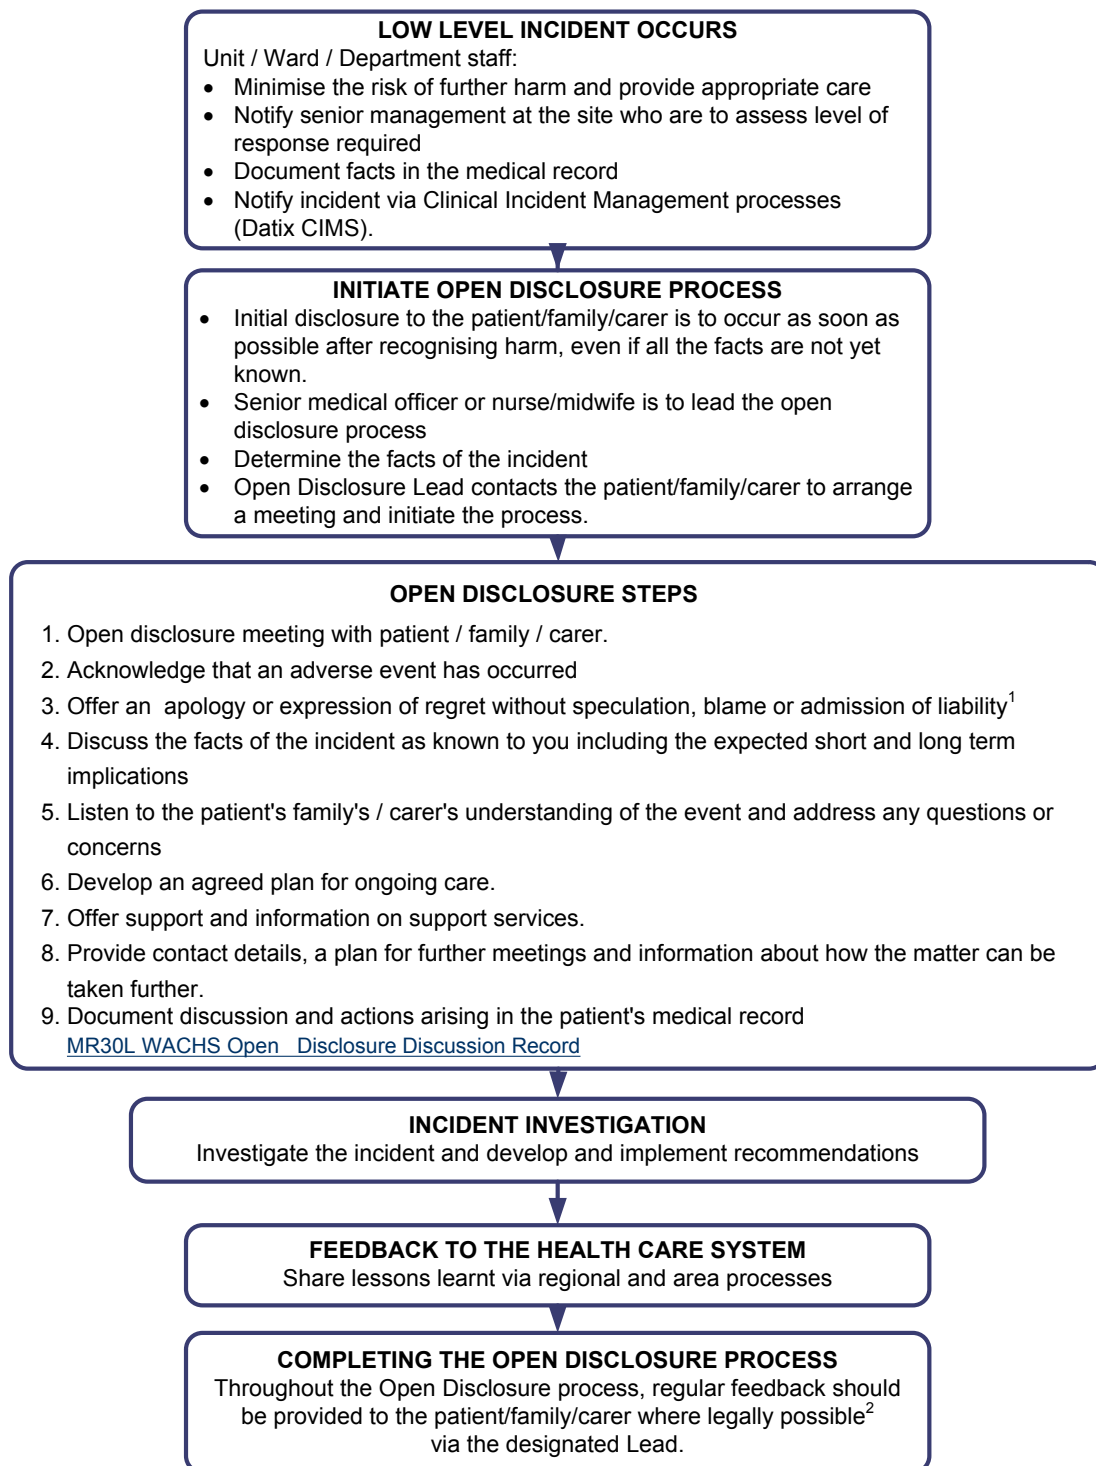 LOW LEVEL INCIDENT OCCURS
Unit / Ward / Department staff:
• Minimise the risk of further harm and provide appropriate care
• Notify senior management at the site who are to assess level of
response required
• Document facts in the medical record
• Notify incident via Clinical Incident Management processes
(Datix CIMS).
INITIATE OPEN DISCLOSURE PROCESS
• Initial disclosure to the patient/family/carer is to occur as soon as
possible after recognising harm, even if all the facts are not yet
known.
• Senior medical officer or nurse/midwife is to lead the open
disclosure process
• Determine the facts of the incident
• Open Disclosure Lead contacts the patient/family/carer to arrange
a meeting and initiate the process.
OPEN DISCLOSURE STEPS
1. Open disclosure meeting with patient / family / carer.
2. Acknowledge that an adverse event has occurred
3. Offer an  apology or expression of regret without speculation, blame or admission of liability¹
4. Discuss the facts of the incident as known to you including the expected short and long term
implications
5. Listen to the patient's family's / carer's understanding of the event and address any questions or
concerns
6. Develop an agreed plan for ongoing care.
7. Offer support and information on support services.
8. Provide contact details, a plan for further meetings and information about how the matter can be
taken further.
9. Document discussion and actions arising in the patient's medical record
MR30L WACHS Open   Disclosure Discussion Record
INCIDENT INVESTIGATION
Investigate the incident and develop and implement recommendations
FEEDBACK TO THE HEALTH CARE SYSTEM
Share lessons learnt via regional and area processes
COMPLETING THE OPEN DISCLOSURE PROCESS
Throughout the Open Disclosure process, regular feedback should
be provided to the patient/family/carer where legally possible²
via the designated Lead.